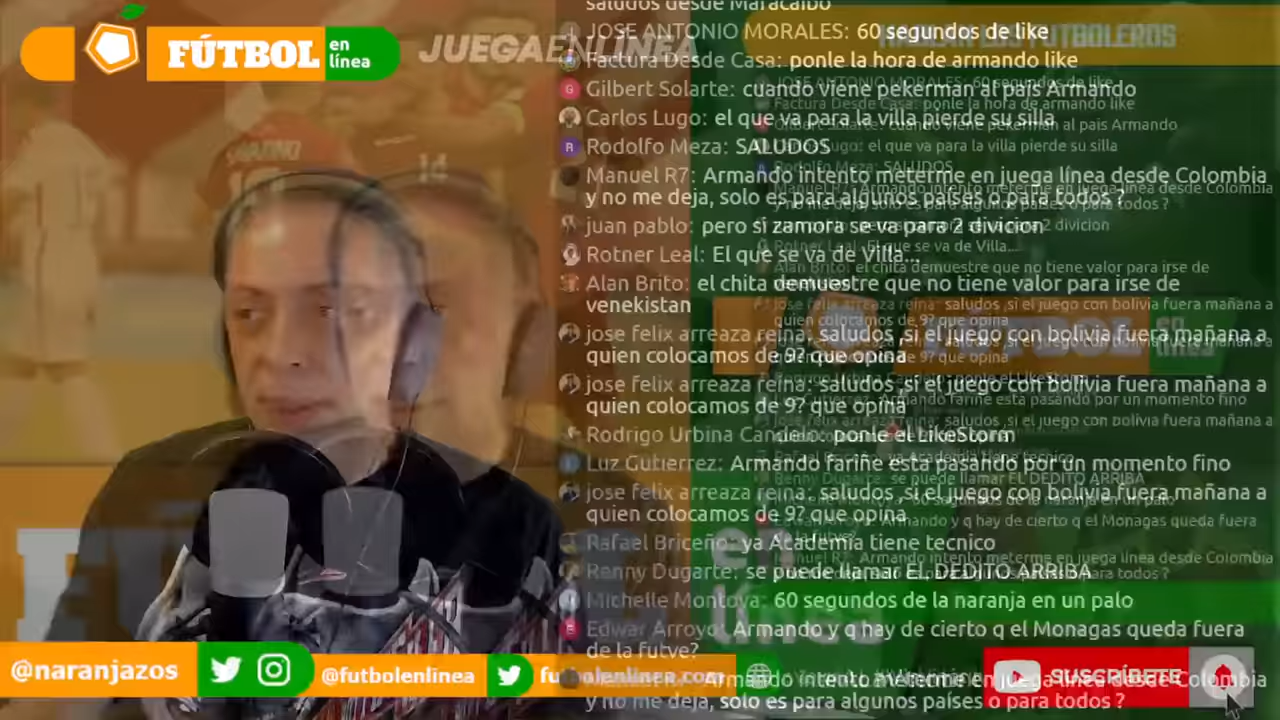 saludos desde Maracaibo
FÚTBOL en línea
JUEGAENLINEA
JOSE ANTONIO MORALES: 60 segundos de like
Factura Desde Casa: ponle la hora de armando like
Gilbert Solarte: cuando viene pekerman al pais Armando
Carlos Lugo: el que va para la villa pierde su silla
Rodolfo Meza: SALUDOS
Manuel R7: Armando intento meterme en juega línea desde Colombia
y no me deja, solo es para algunos países o para todos ?
juan pablo: pero si zamora se va para 2 divicion
Rotner Leal: El que se va de Villa...
Alan Brito: el chita demuestre que no tiene valor para irse de
venekistan
jose felix arreaza reina: saludos ,si el juego con bolivia fuera mañana a
quien colocamos de 9? que opina
jose felix arreaza reina: saludos ,si el juego con bolivia fuera mañana a
quien colocamos de 9? que opina
Rodrigo Urbina Candelo: ponle el LikeStorm
Luz Gutierrez: Armando fariñe esta pasando por un momento fino
jose felix arreaza reina: saludos ,si el juego con bolivia fuera mañana a
quien colocamos de 9? que opina
Rafael Briceño: ya Academia tiene tecnico
Renny Dugarte: se puede llamar EL DEDITO ARRIBA
Michelle Montoya: 60 segundos de la naranja en un palo
Edwar Arroyo: Armando y q hay de cierto q el Monagas queda fuera
de la futve?
Manuel R7: Armando intento meterme en juega línea desde Colombia
y no me deja, solo es para algunos países o para todos ?
@naranjazos
@futbolenlinea
futbolenlinea.com
SUSCRÍBETE